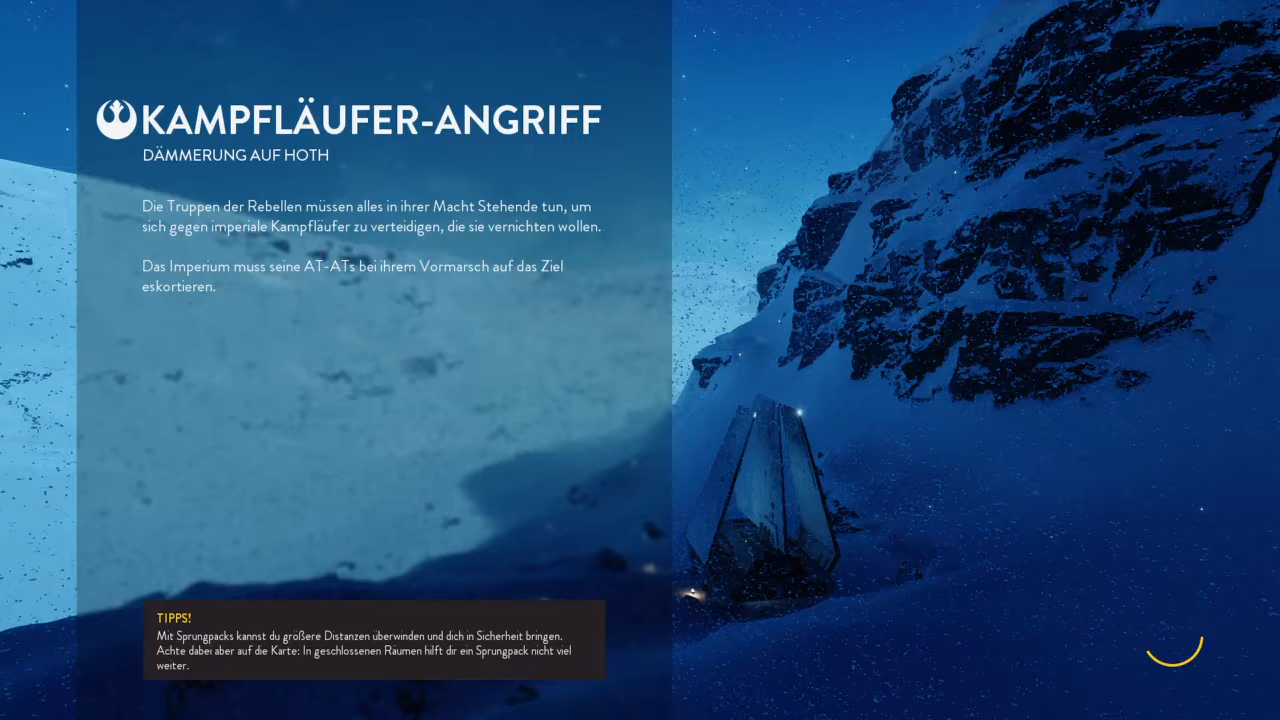 KAMPFLÄUFER-ANGRIFF
DÄMMERUNG AUF HOTH
Die Truppen der Rebellen müssen alles in ihrer Macht Stehende tun, um
sich gegen imperiale Kampfläufer zu verteidigen, die sie vernichten wollen.
Das Imperium muss seine AT-ATs bei ihrem Vormarsch auf das Ziel
eskortieren.
TIPPS!
Mit Sprungpacks kannst du größere Distanzen überwinden und dich in Sicherheit bringen.
Achte dabei aber auf die Karte: In geschlossenen Räumen hilft dir ein Sprungpack nicht viel
weiter.